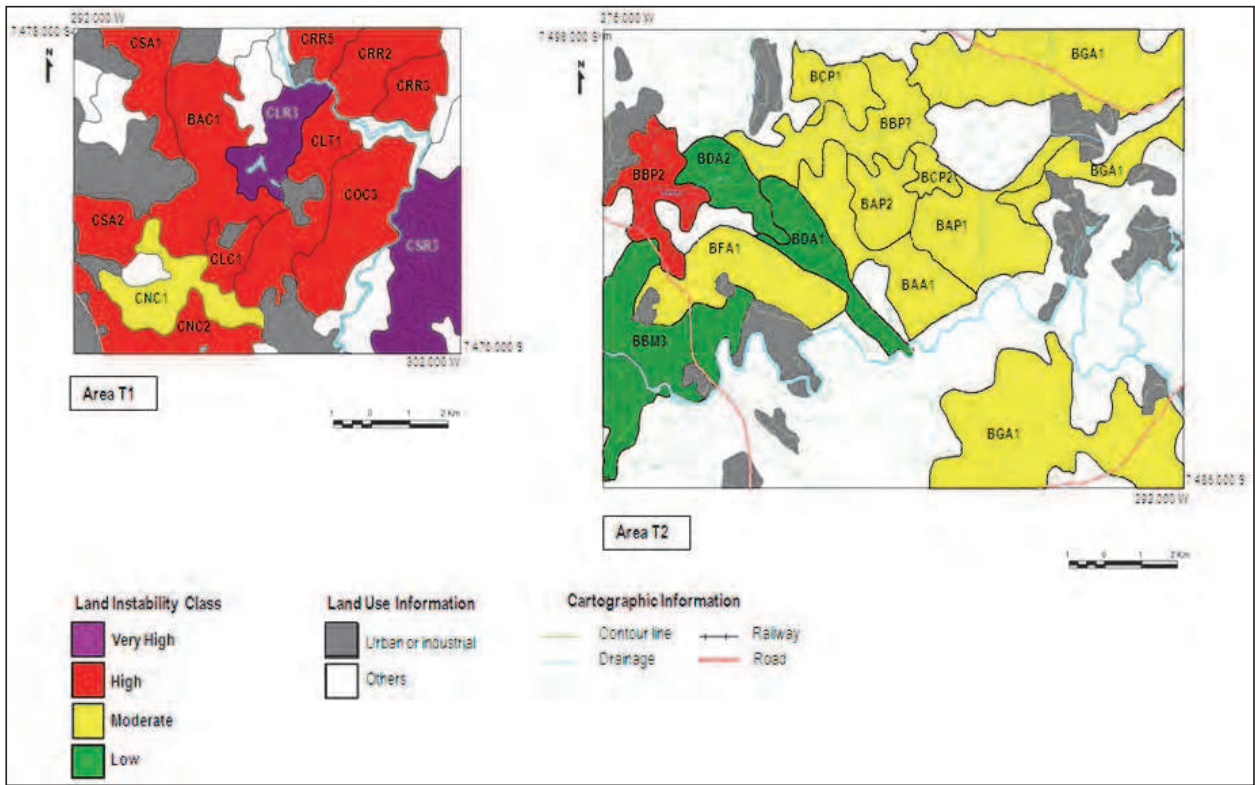 292.000 W
7 478.000 S
N
CSA1
CRR5
CRR2
CRR3
BAC1
CLR3
CLT1
COC3
CSA2
CLC1
CSR3
CNC1
CNC2
7 470.000 S
302.000 W
Area T1
1 0 1 2 Km
276.000 W
7 498.000 S
N
BGA1
BCP1
BBP7
BDA2
BBP2
BCP2
BGA1
BAP2
BDA1
BAP1
BFA1
BAA1
BBM3
BGA1
7 485.000 S
292.000 W
Area T2
1 0 1 2 Km
Land Instability Class
Very High
High
Moderate
Low
Land Use Information
Urban or industrial
Others
Cartographic Information
Contour line
Railway
Drainage
Road